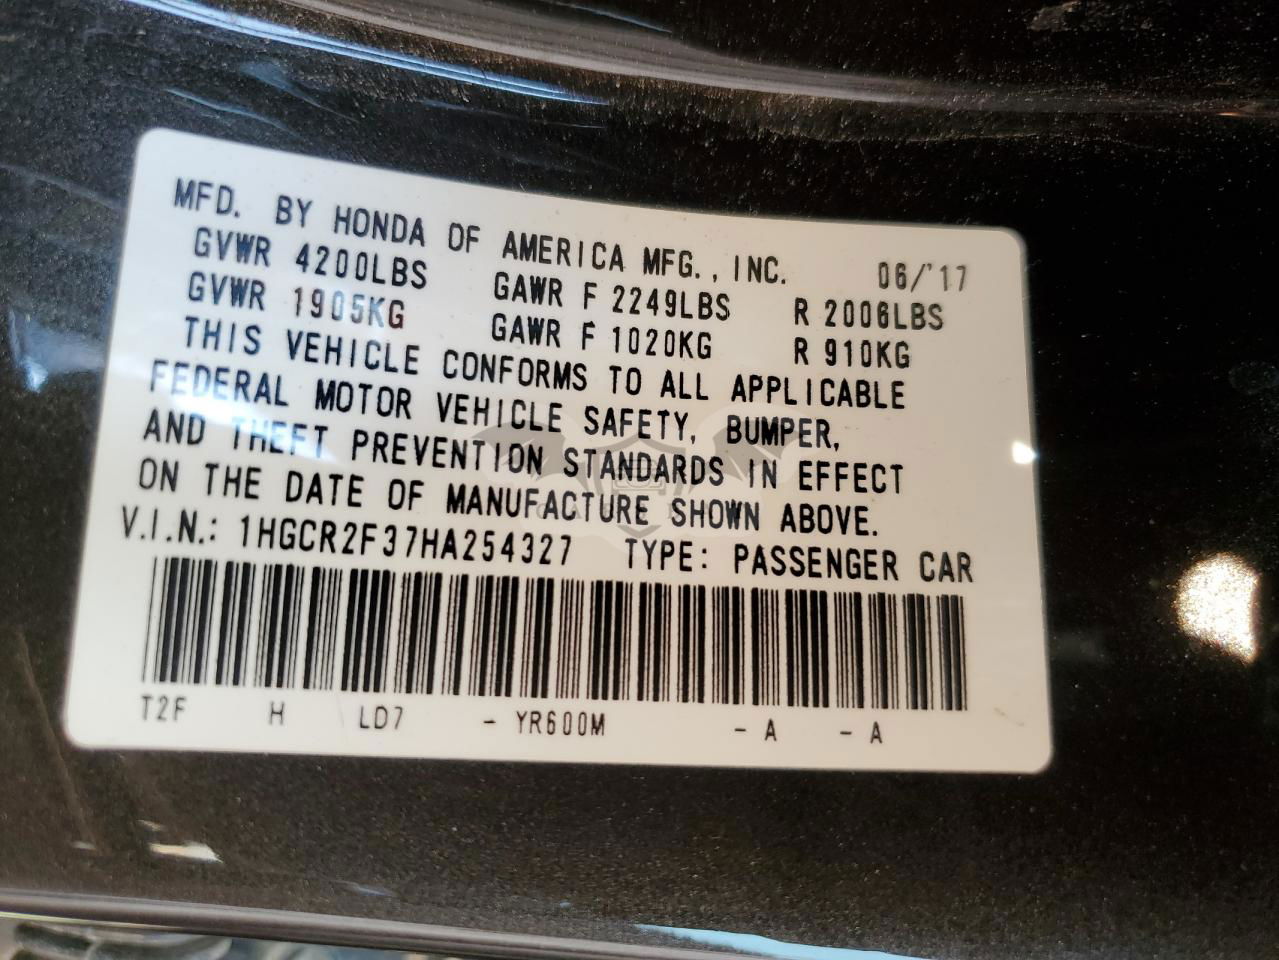 MFD. BY HONDA OF AMERICA MFG., INC. 06/'17
GVWR 4200LBS GAWR F 2249LBS R 2006LBS
GVWR 1905KG GAWR F 1020KG R 910KG
THIS VEHICLE CONFORMS TO ALL APPLICABLE
FEDERAL MOTOR VEHICLE SAFETY, BUMPER,
AND THEFT PREVENTION STANDARDS IN EFFECT
ON THE DATE OF MANUFACTURE SHOWN ABOVE.
V.I.N.: 1HGCR2F37HA254327 TYPE: PASSENGER CAR
T2F H LD7 - YR600M - A - A